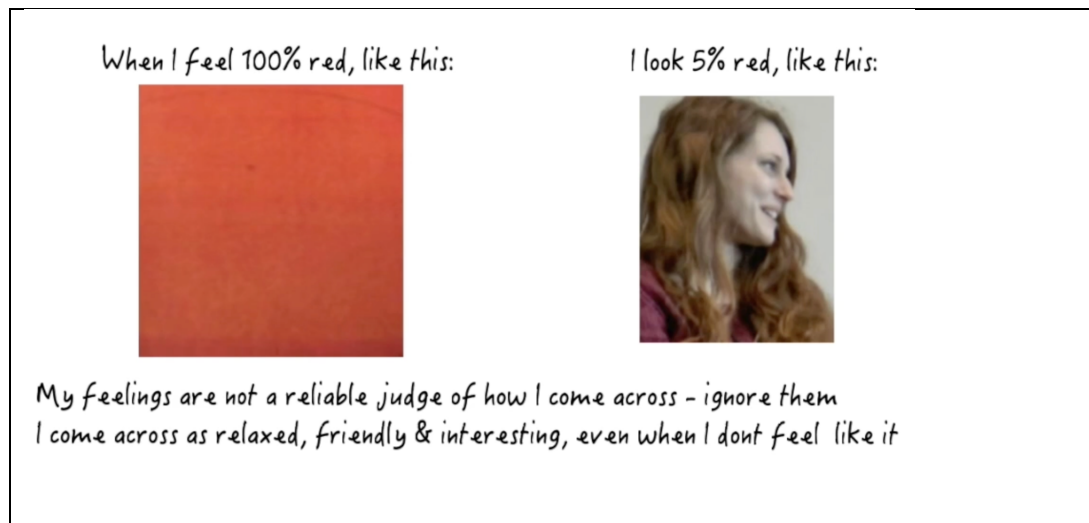 When I feel 100% red, like this:
I look 5% red, like this:
My feelings are not a reliable judge of how I come across - ignore them
I come across as relaxed, friendly & interesting, even when I dont feel like it